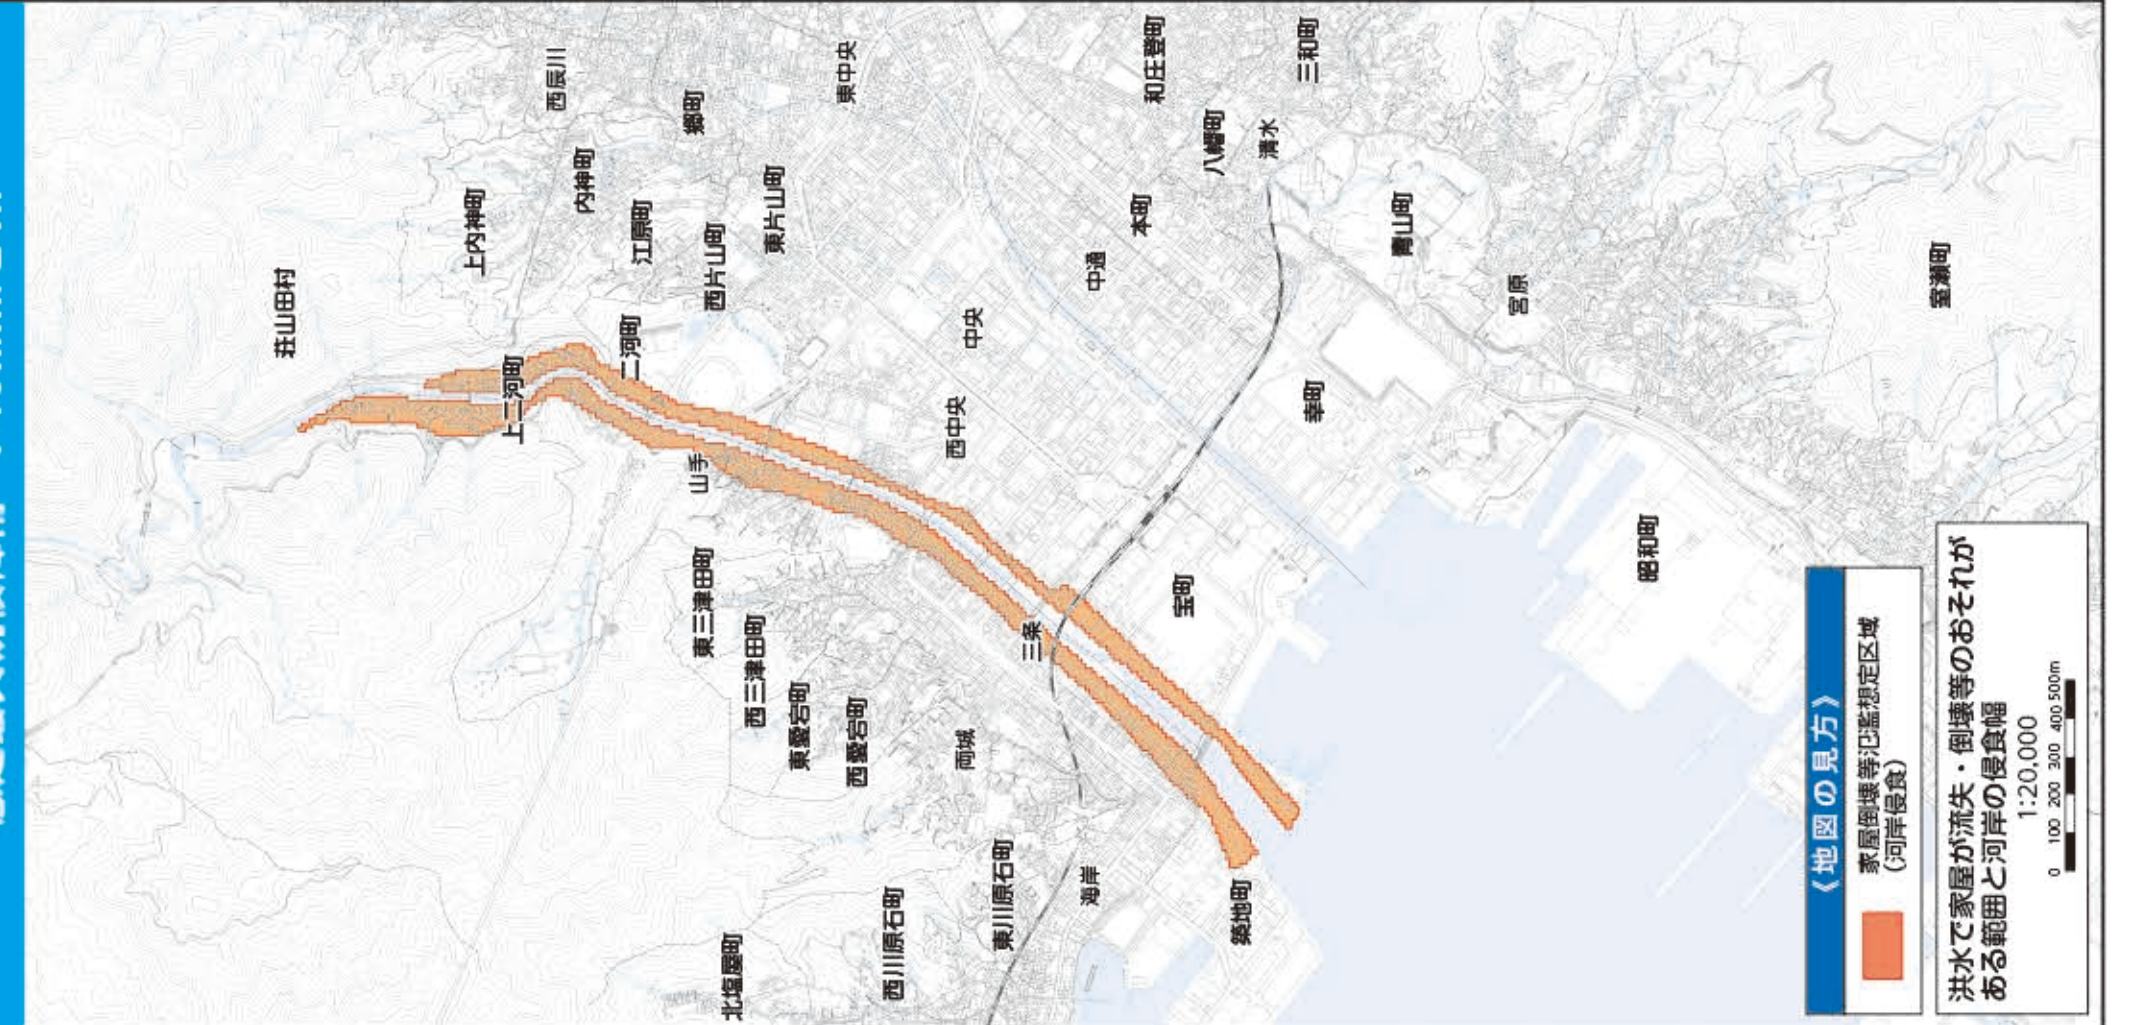 荘山田村
上内神町
西辰川
内神町
郷町
江原町
西片山町
東片山町
東中央
和庄登町
三和町
八幡町
清水
本町
中通
中央
西中央
青山町
宮原
室瀬町
幸町
昭和町
上二河町
二河町
山手
東三津田町
西三津田町
東愛宕町
西愛宕町
両城
三条
宝町
海岸
東川原石町
西川原石町
北塩屋町
築地町
《地図の見方》
家屋倒壊等氾濫想定区域
(河岸侵食)
洪水で家屋が流失・倒壊等のおそれが
ある範囲と河岸の侵食幅
1:20,000
0 100 200 300 400 500m